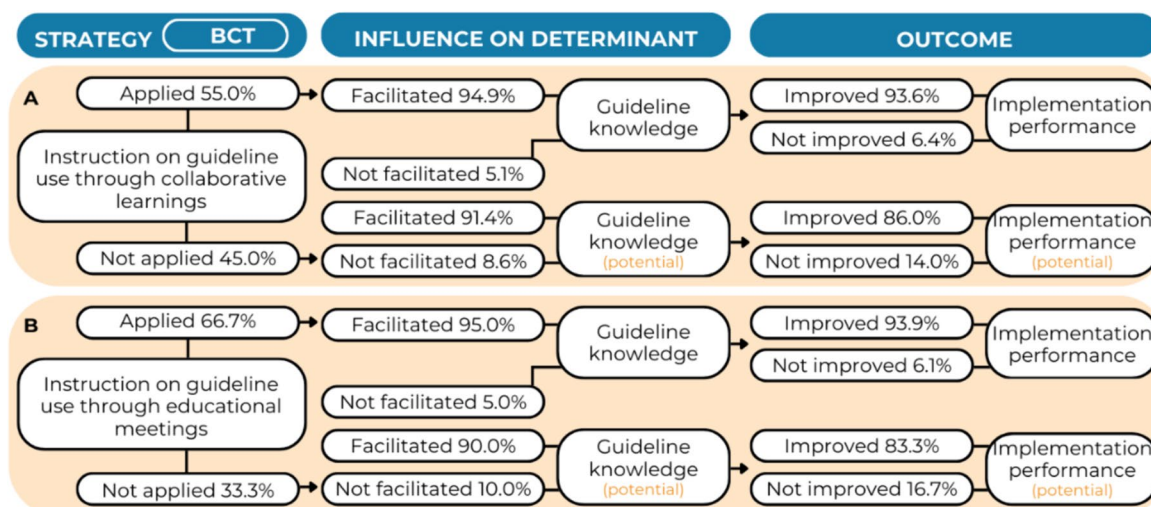 STRATEGY BCT INFLUENCE ON DETERMINANT OUTCOME
A
Applied 55.0%
Instruction on guideline
use through collaborative
learnings
Not applied 45.0%
Facilitated 94.9%
Not facilitated 5.1%
Guideline
knowledge
Facilitated 91.4%
Not facilitated 8.6%
Guideline
knowledge
(potential)
Improved 93.6%
Not improved 6.4%
Implementation
performance
Improved 86.0%
Not improved 14.0%
Implementation
performance
(potential)
B
Applied 66.7%
Instruction on guideline
use through educational
meetings
Not applied 33.3%
Facilitated 95.0%
Not facilitated 5.0%
Guideline
knowledge
Facilitated 90.0%
Not facilitated 10.0%
Guideline
knowledge
(potential)
Improved 93.9%
Not improved 6.1%
Implementation
performance
Improved 83.3%
Not improved 16.7%
Implementation
performance
(potential)